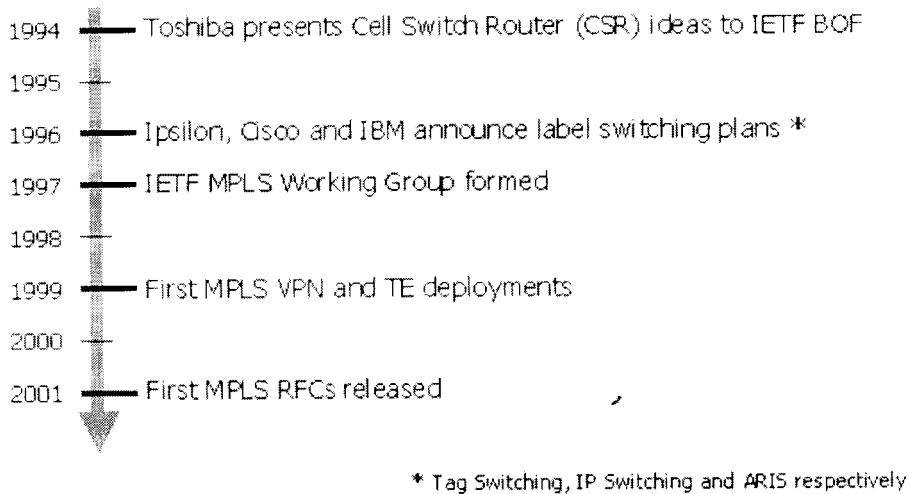 1994 Toshiba presents Cell Switch Router (CSR) ideas to IETF BOF
1995
1996 Ipsilon, Cisco and IBM announce label switching plans *
1997 IETF MPLS Working Group formed
1998
1999 First MPLS VPN and TE deployments
2000
2001 First MPLS RFCs released
* Tag Switching, IP Switching and ARIS respectively